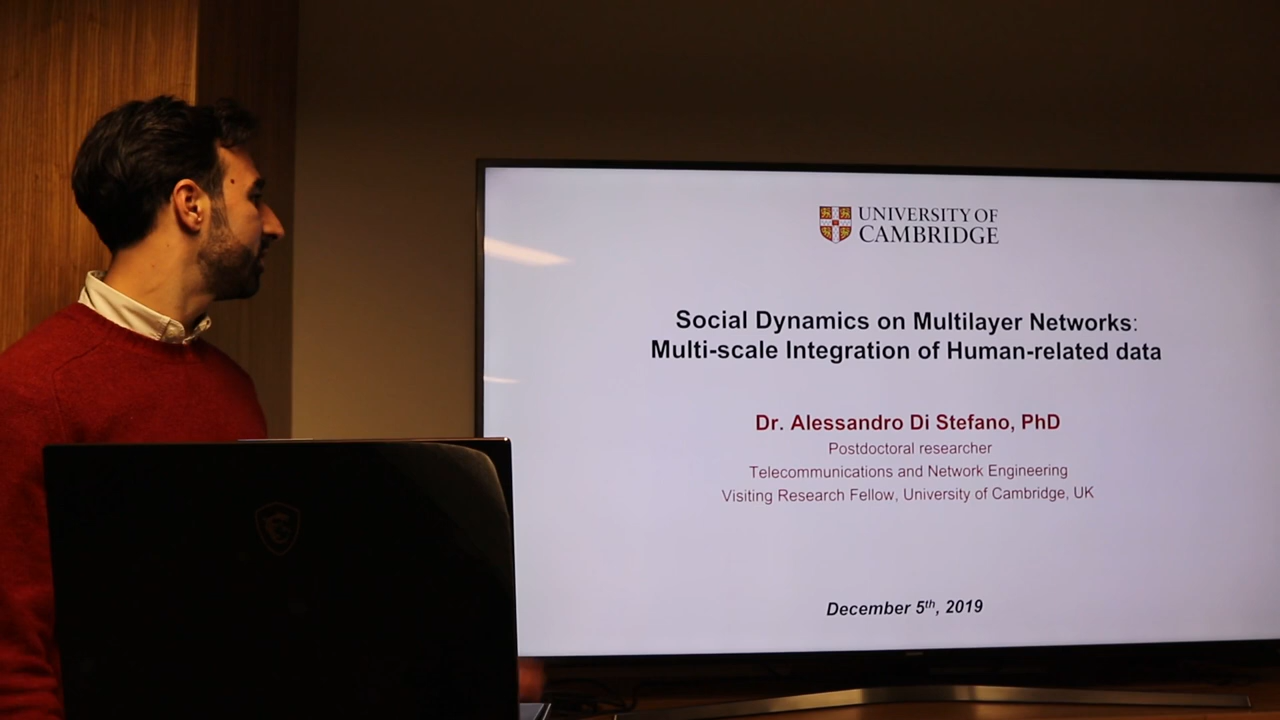 UNIVERSITY OF
CAMBRIDGE
Social Dynamics on Multilayer Networks:
Multi-scale Integration of Human-related data
Dr. Alessandro Di Stefano, PhD
Postdoctoral researcher
Telecommunications and Network Engineering
Visiting Research Fellow, University of Cambridge, UK
December 5th, 2019